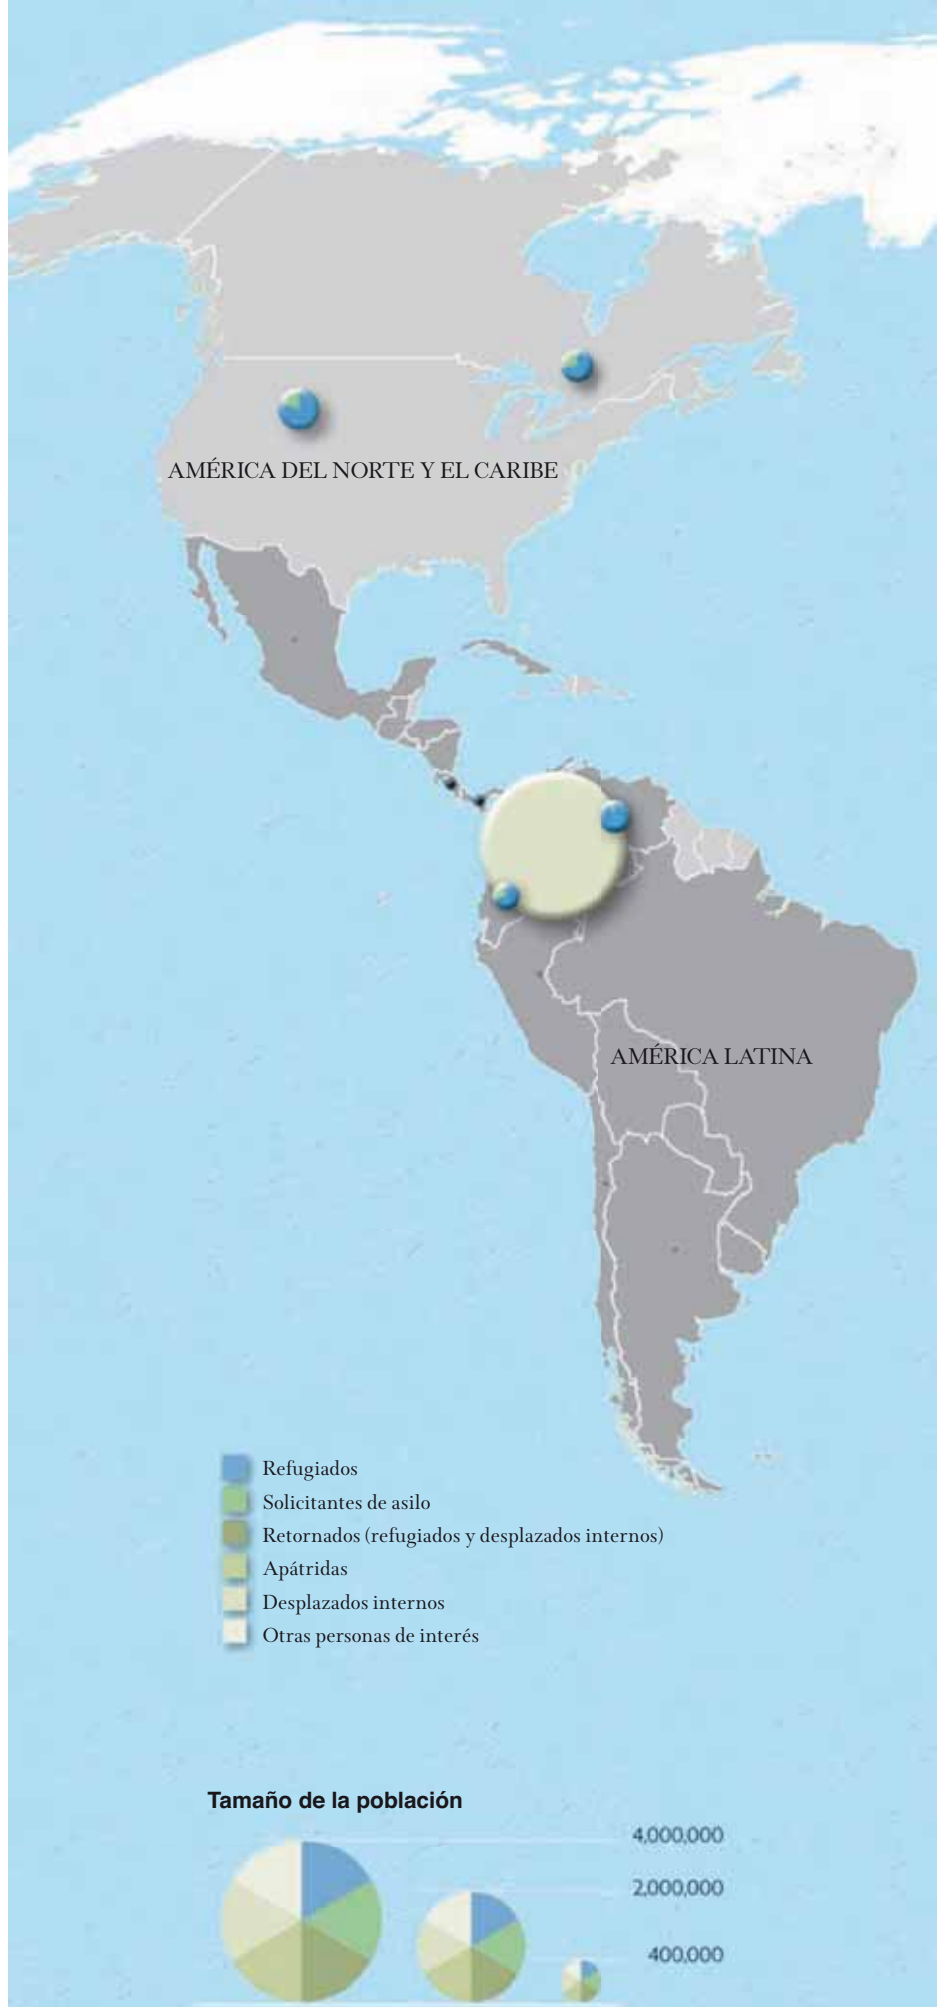 AMÉRICA DEL NORTE Y EL CARIBE
AMÉRICA LATINA
Refugiados
Solicitantes de asilo
Retornados (refugiados y desplazados internos)
Apátridas
Desplazados internos
Otras personas de interés
Tamaño de la población
4,000,000
2,000,000
400,000